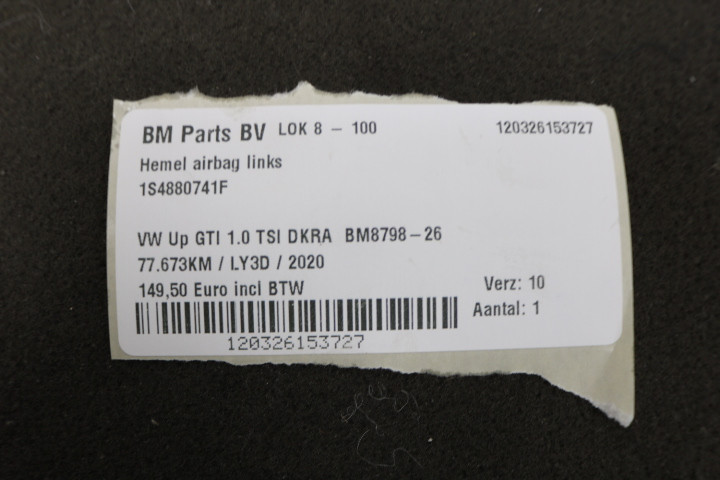 BM Parts BV LOK 8 - 100 120326153727
Hemel airbag links
1S4880741F
VW Up GTI 1.0 TSI DKRA BM8798-26
77.673KM / LY3D / 2020
149,50 Euro incl BTW Verz: 10
Aantal: 1
120326153727